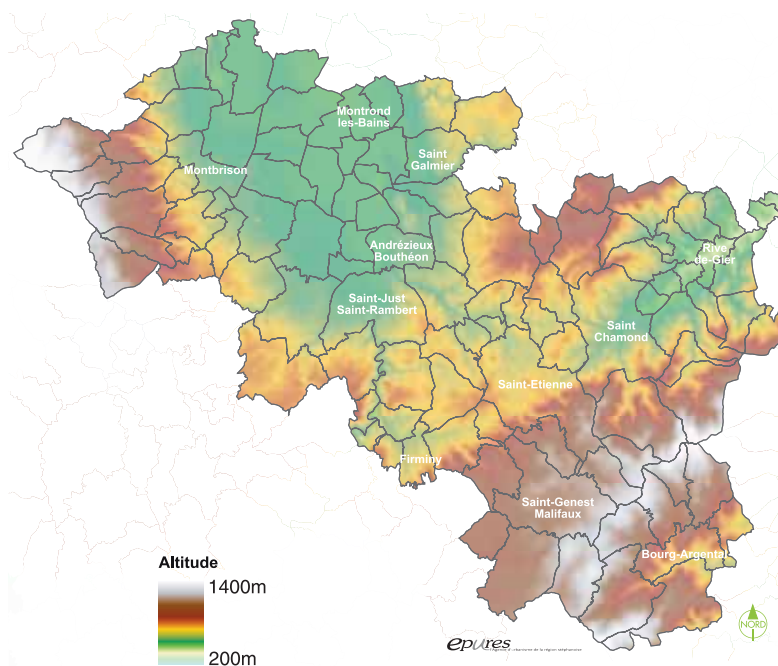 Montrond
les-Bains
Saint
Galmier
Montbrison
Andrézieux
Bouthéon
Rive
de-Gier
Saint-Just
Saint-Rambert
Saint
Chamond
Saint-Etienne
Firminy
Saint-Genest
Malifaux
Bourg-Argental
Altitude
1400m
200m
epures
NORD